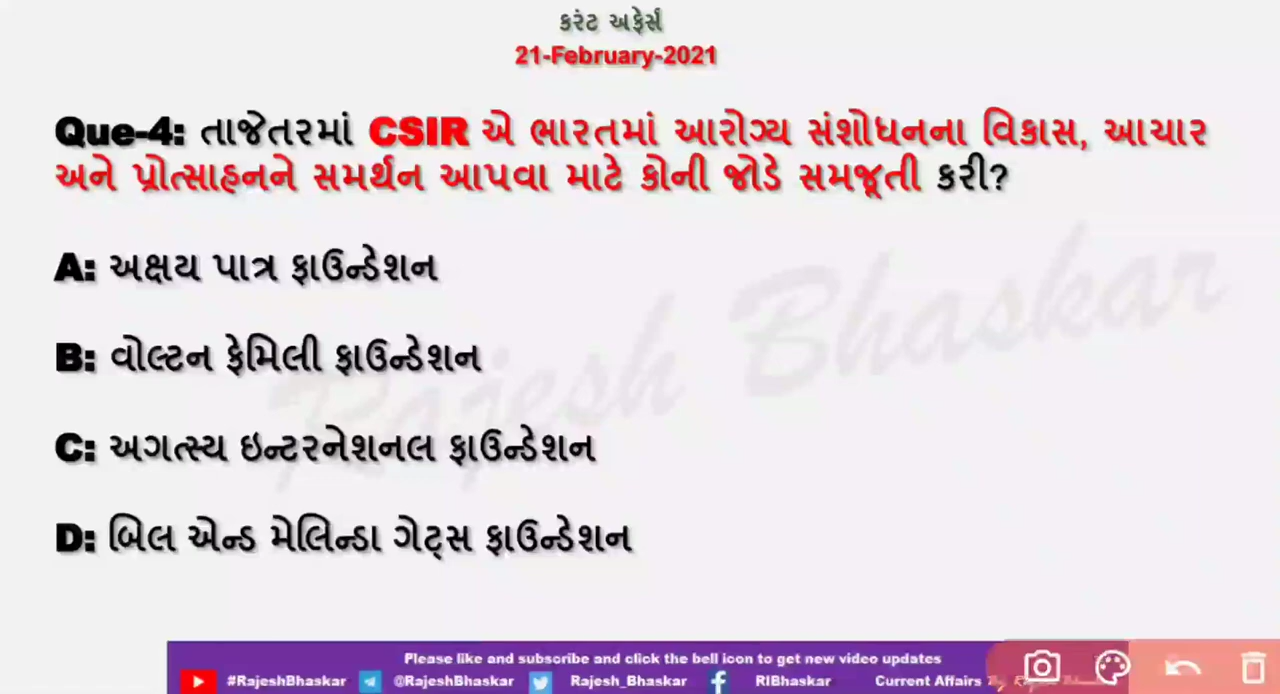 કરંટ અફેર્સ
21-February-2021
Que-4: તાજેતરમાં CSIR એ ભારતમાં આરોગ્ય સંશોધનના વિકાસ, આચાર
અને પ્રોત્સાહનને સમર્થન આપવા માટે કોની જોડે સમજૂતી કરી?
A: અક્ષય પાત્ર ફાઉન્ડેશન
B: વોલ્ટન ફેમિલી ફાઉન્ડેશન
C: અગત્સ્ય ઇન્ટરનેશનલ ફાઉન્ડેશન
D: બિલ એન્ડ મેલિન્ડા ગેટ્સ ફાઉન્ડેશન
Rajesh Bhaskar
Please like and subscribe and click the bell icon to get new video updates
#RajeshBhaskar @RajeshBhaskar Rajesh_Bhaskar RIBhaskar Current Affairs By Rajesh